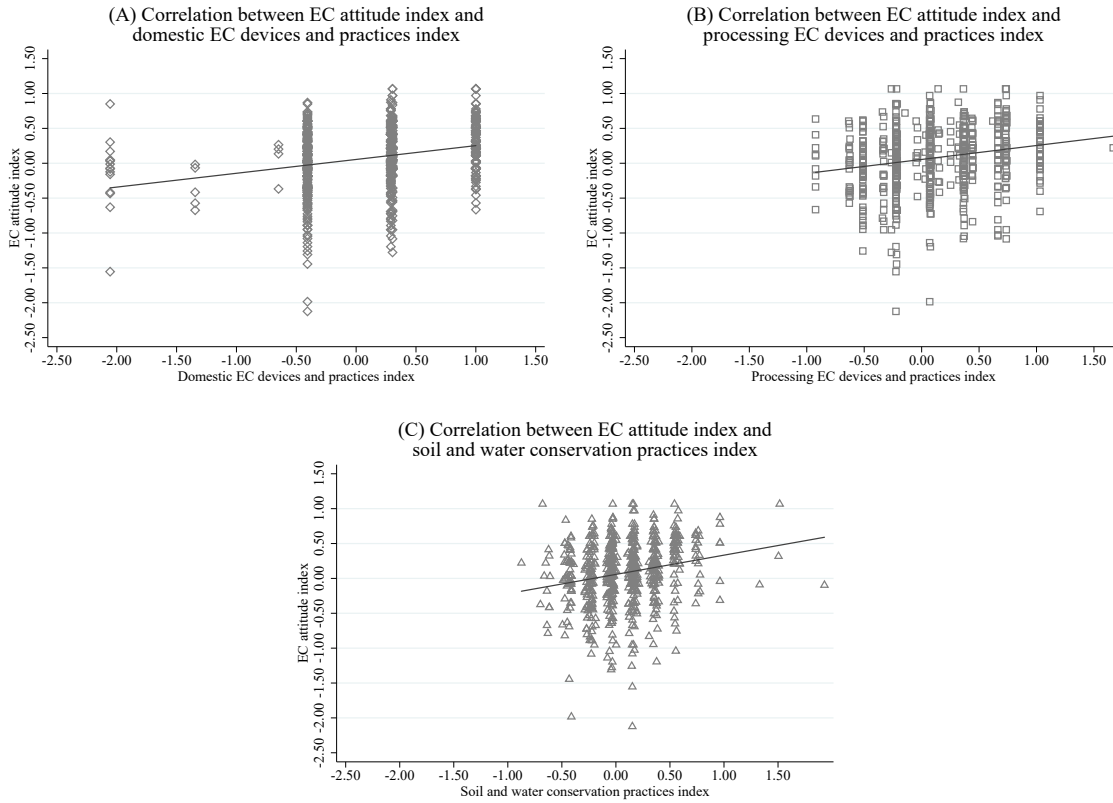 (A) Correlation between EC attitude index and
domestic EC devices and practices index
EC attitude index
-2.50 -2.00 -1.50 -1.00 -0.50 0.00 0.50 1.00 1.50
-2.50 -2.00 -1.50 -1.00 -0.50 0.00 0.50 1.00 1.50
Domestic EC devices and practices index
(B) Correlation between EC attitude index and
processing EC devices and practices index
EC attitude index
-2.50 -2.00 -1.50 -1.00 -0.50 0.00 0.50 1.00 1.50
-2.50 -2.00 -1.50 -1.00 -0.50 0.00 0.50 1.00 1.50
Processing EC devices and practices index
(C) Correlation between EC attitude index and
soil and water conservation practices index
EC attitude index
-2.50 -2.00 -1.50 -1.00 -0.50 0.00 0.50 1.00 1.50
-2.50 -2.00 -1.50 -1.00 -0.50 0.00 0.50 1.00 1.50
Soil and water conservation practices index